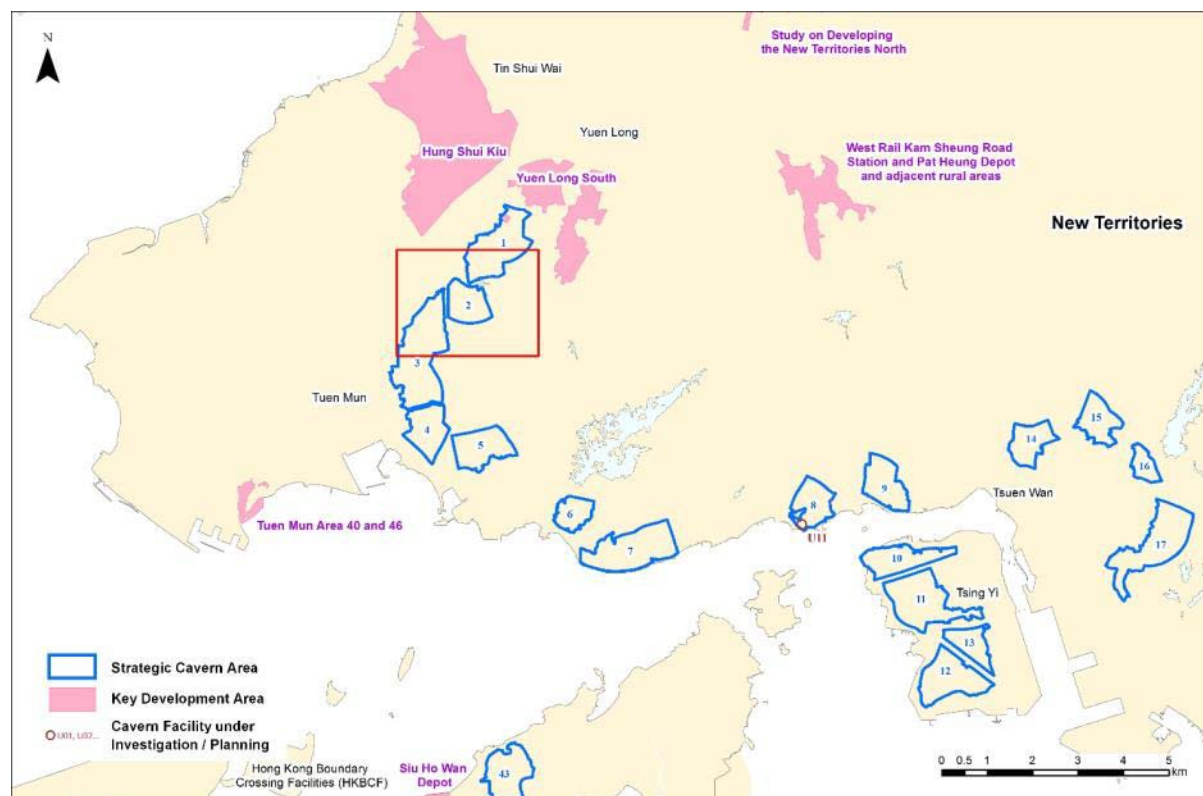 N
Study on Developing
the New Territories North
Tin Shui Wai
Yuen Long
Hung Shui Kiu
West Rail Kam Sheung Road
Station and Pat Heung Depot
and adjacent rural areas
Yuen Long South
New Territories
1
2
3
Tuen Mun
4
5
15
14
16
9
Tsuen Wan
8
6
Tuen Mun Area 40 and 46
U11
7
17
10
Tsing Yi
11
13
12
Strategic Cavern Area
Key Development Area
U01, U02...
Cavern Facility under
Investigation / Planning
Hong Kong Boundary
Crossing Facilities (HKBCF)
Siu Ho Wan
Depot
43
0 0.5 1 2 3 4 5
km